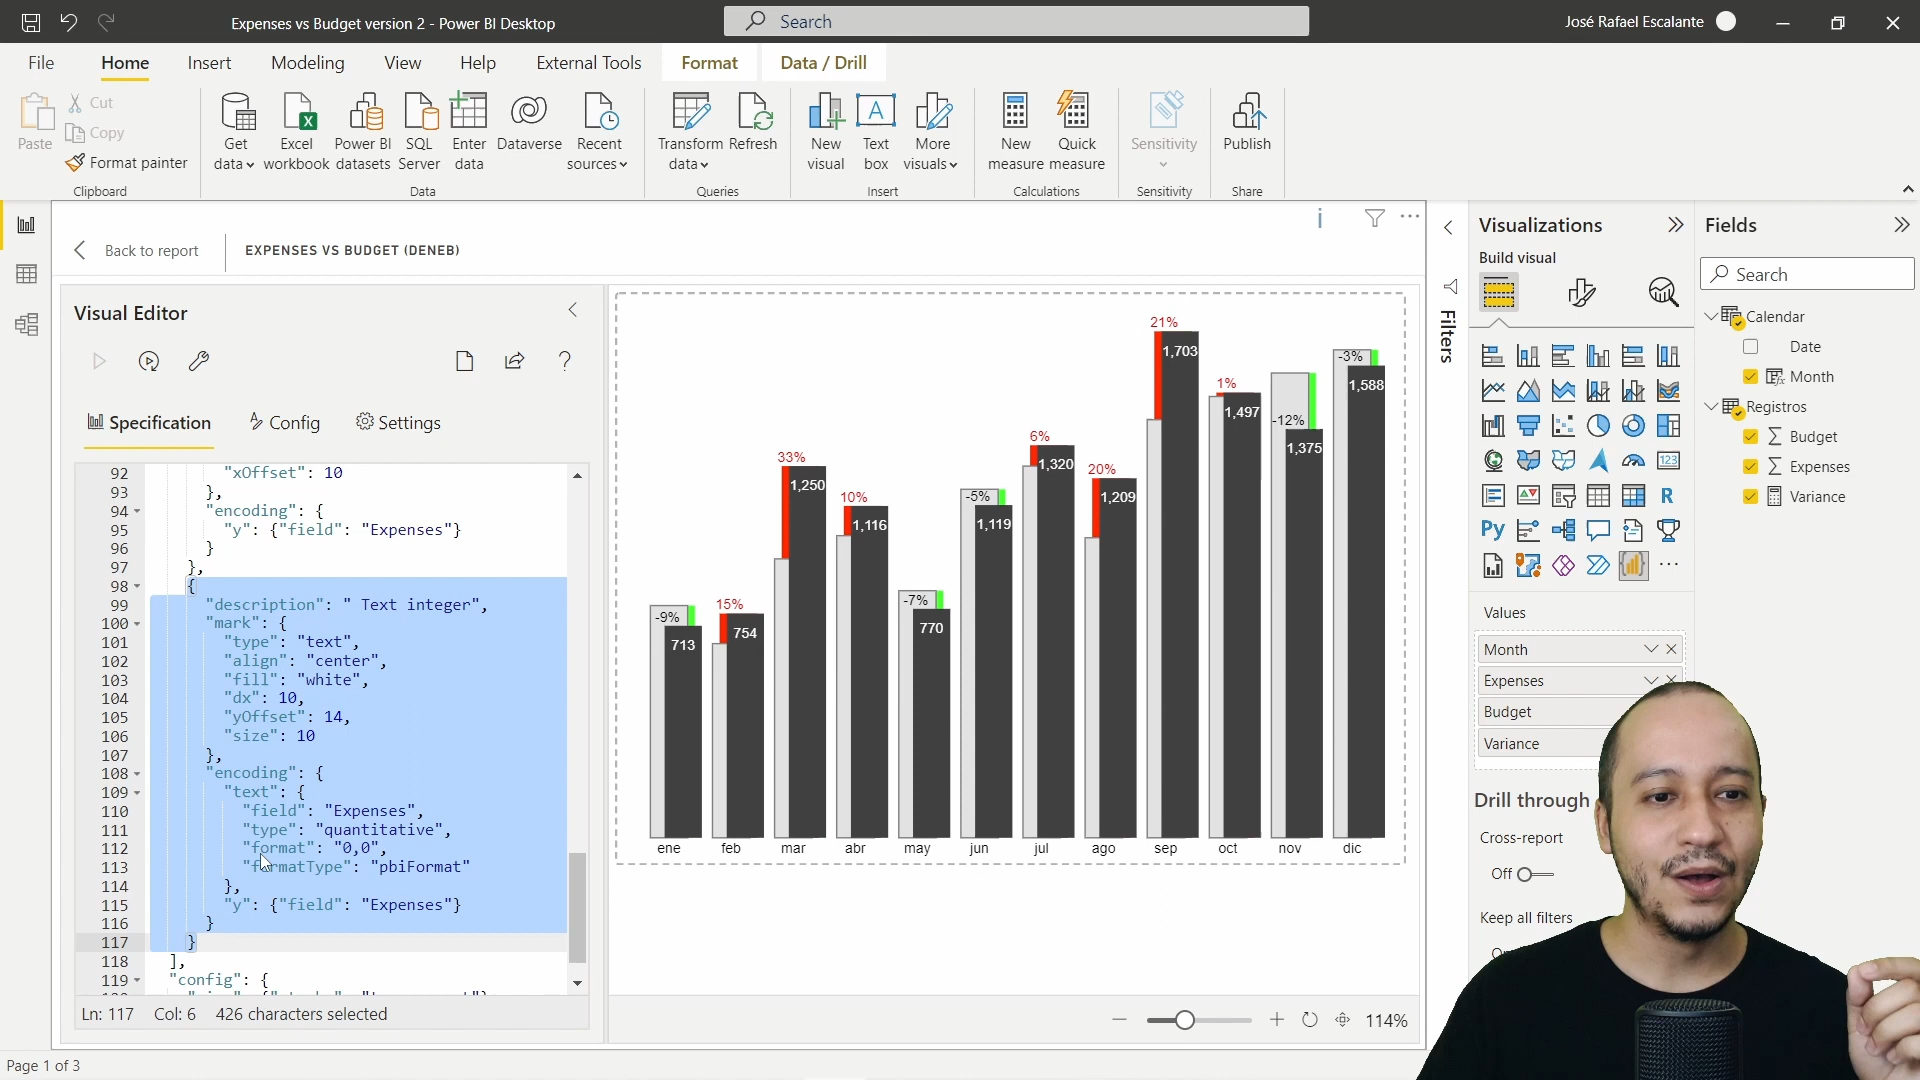 Expenses vs Budget version 2 - Power BI Desktop
Search
José Rafael Escalante
File
Home
Insert
Modeling
View
Help
External Tools
Format
Data / Drill
Paste
Cut
Copy
Format painter
Clipboard
Get data
Excel workbook
Power BI datasets
SQL Server
Enter data
Dataverse
Recent sources
Data
Transform data
Refresh
Queries
New visual
Text box
More visuals
Insert
New measure
Quick measure
Calculations
Sensitivity
Sensitivity
Publish
Share
Back to report
EXPENSES VS BUDGET (DENEB)
Visual Editor
Specification
Config
Settings
92 "xOffset": 10
93 },
94 "encoding": {
95 "y": {"field": "Expenses"}
96 }
97 },
98 {
99 "description": " Text integer",
100 "mark": {
101 "type": "text",
102 "align": "center",
103 "fill": "white",
104 "dx": 10,
105 "yOffset": 14,
106 "size": 10
107 },
108 "encoding": {
109 "text": {
110 "field": "Expenses",
111 "type": "quantitative",
112 "format": "0,0",
113 "formatType": "pbiFormat"
114 },
115 "y": {"field": "Expenses"}
116 }
117 }
118 ],
119 "config": {
Ln: 117 Col: 6 426 characters selected
-9%
713
15%
754
33%
1,250
10%
1,116
-7%
770
-5%
1,119
6%
1,320
20%
1,209
21%
1,703
1%
1,497
-12%
1,375
-3%
1,588
ene feb mar abr may jun jul ago sep oct nov dic
114%
Filters
Visualizations
Build visual
123
R
Py
Values
Month
Expenses
Budget
Variance
Drill through
Cross-report
Off
Keep all filters
Fields
Search
Calendar
Date
Month
Registros
Budget
Expenses
Variance
Page 1 of 3